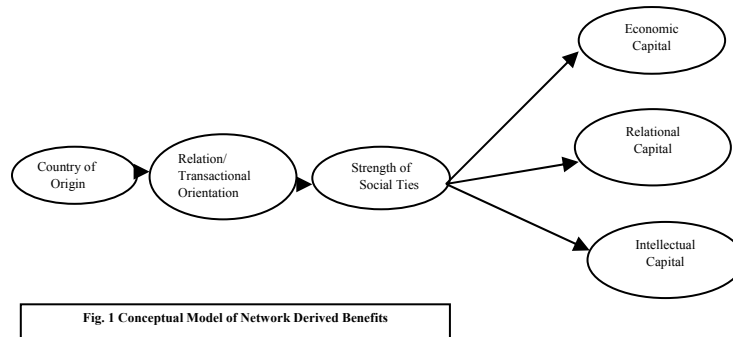 Country of
Origin
Relation/
Transactional
Orientation
Strength of
Social Ties
Economic
Capital
Relational
Capital
Intellectual
Capital
Fig. 1 Conceptual Model of Network Derived Benefits